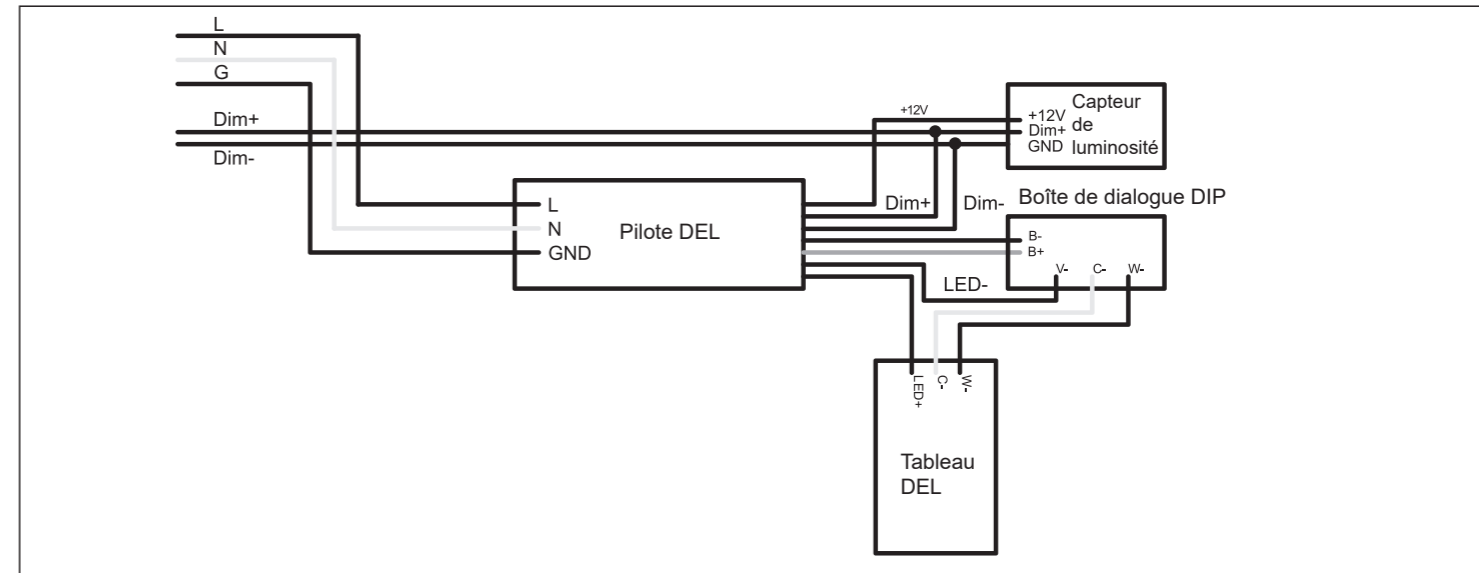 L
N
G
Dim+
Dim-
+12V
+12V
Dim+
GND
Capteur
de
luminosité
L
N
GND
Pilote DEL
Dim+
Dim-
Boîte de dialogue DIP
B-
B+
V-
C-
W-
LED-
LED+
C-
W-
Tableau
DEL